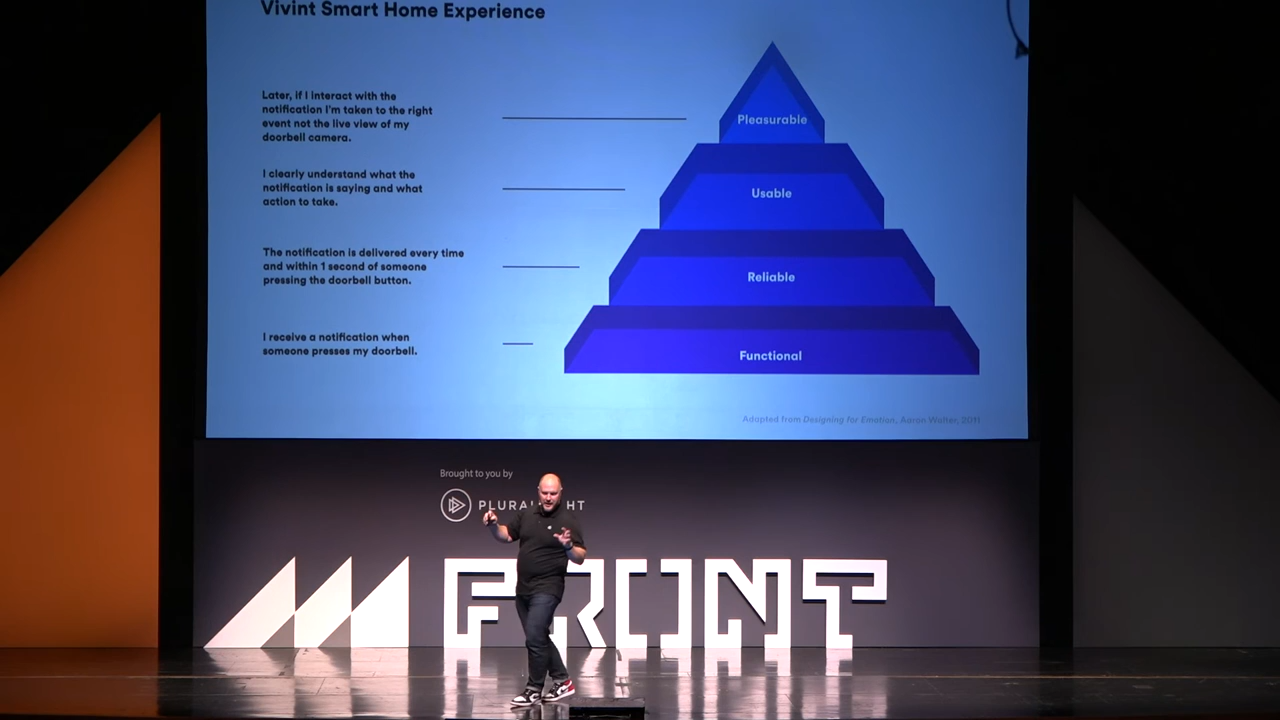 Vivint Smart Home Experience
Later, if I interact with the
notification I'm taken to the right
event not the live view of my
doorbell camera.
Pleasurable
I clearly understand what the
notification is saying and what
action to take.
Usable
The notification is delivered every time
and within 1 second of someone
pressing the doorbell button.
Reliable
I receive a notification when
someone presses my doorbell.
Functional
Adapted from Designing for Emotion, Aaron Walter, 2011
Brought to you by
FRONT